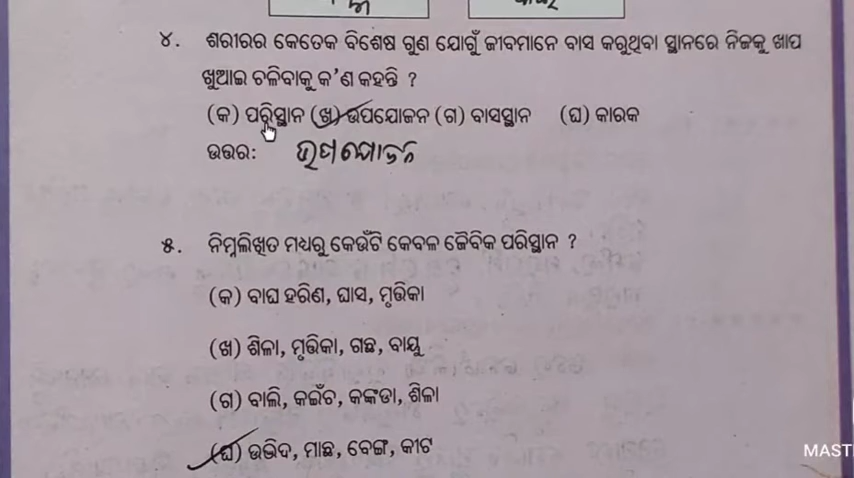 ୪. ଶରୀରର କେତେକ ବିଶେଷ ଗୁଣ ଯୋଗୁଁ ଜୀବମାନେ ବାସ କରୁଥିବା ସ୍ଥାନରେ ନିଜକୁ ଖାପ
ଖୁଆଇ ଚଳିବାକୁ କ'ଣ କହନ୍ତି ?
(କ) ପରିସ୍ଥାନ (ଖ) ଉପଯୋଜନ (ଗ) ବାସସ୍ଥାନ (ଘ) କାରକ
ଉତ୍ତର: ଉପଯୋଜନ
୫. ନିମ୍ନଲିଖିତ ମଧ୍ୟରୁ କେଉଁଟି କେବଳ ଜୈବିକ ପରିସ୍ଥାନ ?
(କ) ବାଘ ହରିଣ, ଘାସ, ମୃତ୍ତିକା
(ଖ) ଶିଳା, ମୃତ୍ତିକା, ଗଛ, ବାୟୁ
(ଗ) ବାଲି, କଇଁଚ, କଙ୍କଡା, ଶିଳା
(ଘ) ଉଦ୍ଭିଦ, ମାଛ, ବେଙ୍ଗ, କୀଟ
MAST